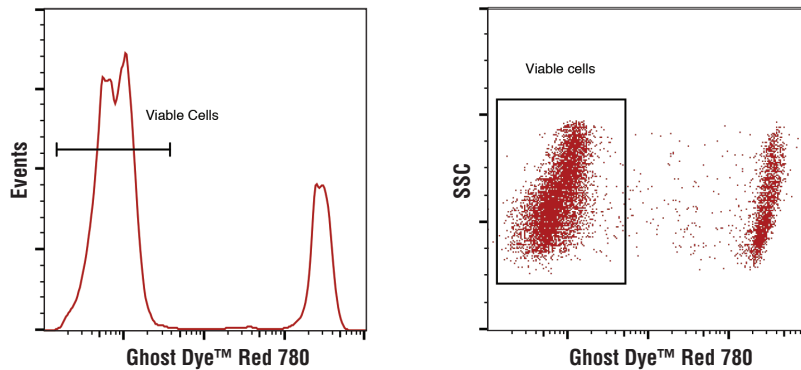 Events
Viable Cells
Ghost Dye™ Red 780
SSC
Viable cells
Ghost Dye™ Red 780